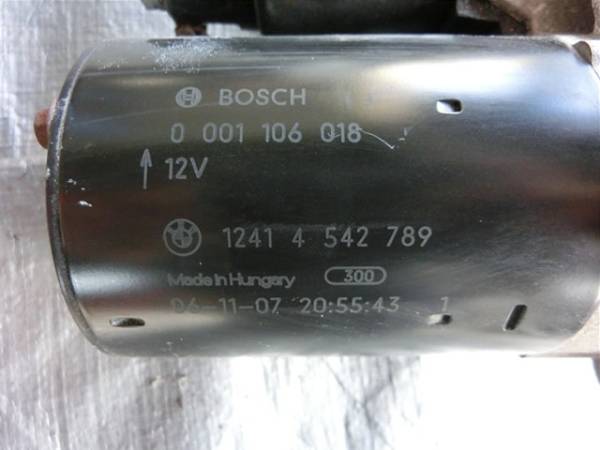 BOSCH
0 001 106 018
12V
1241 4 542 789
Made in Hungary 300
06-11-07 20:55:43 1